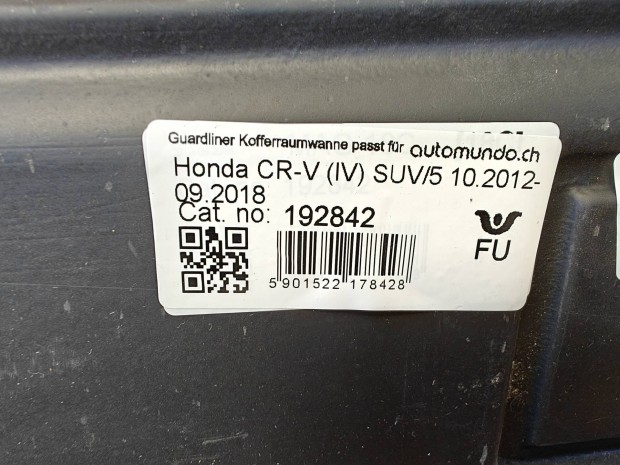 Guardliner Kofferraumwanne passt für automundo.ch
Honda CR-V (IV) SUV/5 10.2012-
09.2018
Cat. no: 192842
FU
5 901522 178428